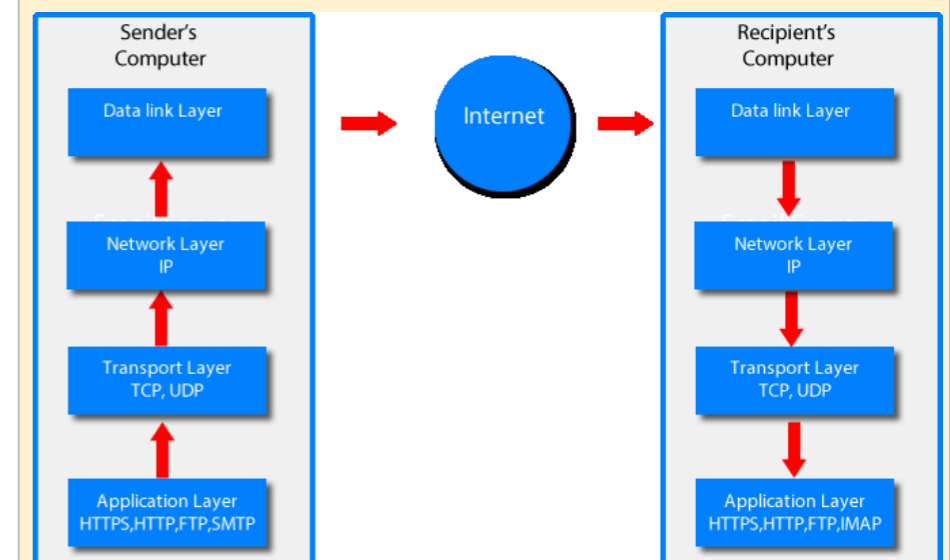 Sender's
Computer
Data link Layer
Network Layer
IP
Transport Layer
TCP, UDP
Application Layer
HTTPS,HTTP,FTP,SMTP
Internet
Recipient's
Computer
Data link Layer
Network Layer
IP
Transport Layer
TCP, UDP
Application Layer
HTTPS,HTTP,FTP,IMAP